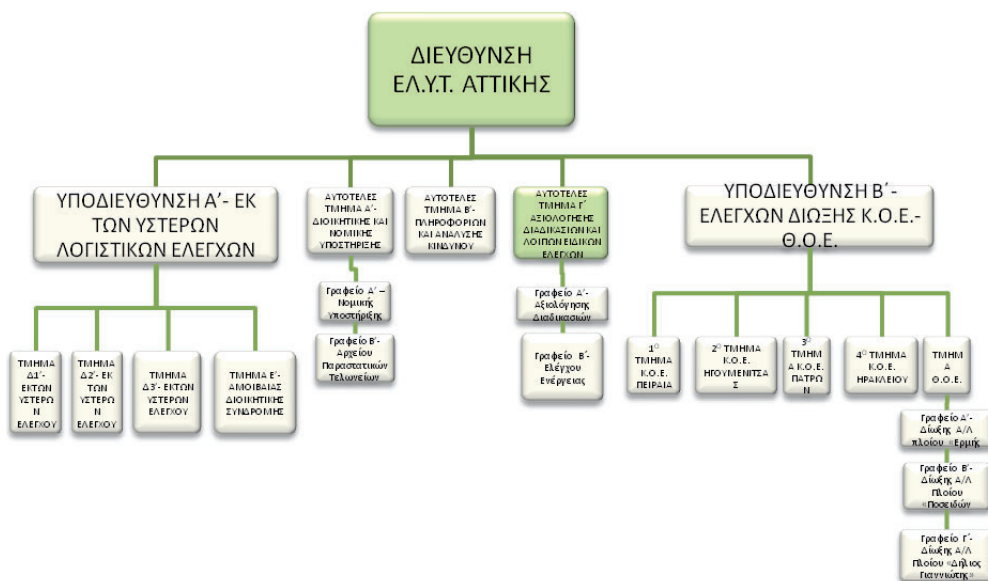 ΔΙΕΥΘΥΝΣΗ
ΕΛ.Υ.Τ. ΑΤΤΙΚΗΣ
ΥΠΟΔΙΕΥΘΥΝΣΗ Α’- ΕΚ
ΤΩΝ ΥΣΤΕΡΩΝ
ΛΟΓΙΣΤΙΚΩΝ ΕΛΕΓΧΩΝ
ΑΥΤΟΤΕΛΕΣ
ΤΜΗΜΑ Α’-
ΔΙΟΙΚΗΤΙΚΗΣ ΚΑΙ
ΝΟΜΙΚΗΣ
ΥΠΟΣΤΗΡΙΞΗΣ
ΑΥΤΟΤΕΛΕΣ
ΤΜΗΜΑ Β’-
ΠΛΗΡΟΦΟΡΙΩΝ
ΚΑΙ ΑΝΑΛΥΣΗΣ
ΚΙΝΔΥΝΟΥ
ΑΥΤΟΤΕΛΕΣ
ΤΜΗΜΑ Γ΄
ΑΞΙΟΛΟΓΗΣΗΣ
ΔΙΑΔΙΚΑΣΙΩΝ ΚΑΙ
ΛΟΙΠΩΝ ΕΙΔΙΚΩΝ
ΕΛΕΓΧΩΝ
ΥΠΟΔΙΕΥΘΥΝΣΗ Β΄-
ΕΛΕΓΧΩΝ ΔΙΩΞΗΣ Κ.Ο.Ε.-
Θ.Ο.Ε.
Γραφείο Α’ –
Νομικής
Υποστήριξης
Γραφείο Β’-
Αρχείου
Παραστατικών
Τελωνείων
Γραφείο Α’-
Αξιολόγησης
Διαδικασιών
Γραφείο Β΄-
Ελέγχου
Ενέργειας
ΤΜΗΜΑ
Δ1’- ΕΚΤΩΝ
ΥΣΤΕΡΩ
Ν
ΕΛΕΓΧΟΥ
ΤΜΗΜΑ
Δ2’- ΕΚ
ΤΩΝ
ΥΣΤΕΡΩΝ
ΕΛΕΓΧΟΥ
ΤΜΗΜΑ
Δ3’- ΕΚΤΩΝ
ΥΣΤΕΡΩΝ
ΕΛΕΓΧΟΥ
ΤΜΗΜΑ Ε’-
ΑΜΟΙΒΑΙΑΣ
ΔΙΟΙΚΗΤΙΚΗΣ
ΣΥΝΔΡΟΜΗΣ
1Ο ΤΜΗΜΑ
Κ.Ο.Ε.
ΠΕΙΡΑΙΑ
2Ο ΤΜΗΜΑ
Κ.Ο.Ε.
ΗΓΟΥΜΕΝΙΤΣΑ
Σ
3Ο
ΤΜΗΜ
Α Κ.Ο.Ε.
ΠΑΤΡΩ
Ν
4Ο ΤΜΗΜΑ
Κ.Ο.Ε.
ΗΡΑΚΛΕΙΟΥ
ΤΜΗΜ
Α
Θ.Ο.Ε.
Γραφείο Α’-
Δίωξης Α/Λ
πλοίου «Ερμής
Γραφείο Β’-
Δίωξης Α/Λ
Πλοίου
«Ποσειδών
Γραφείο Γ’-
Δίωξης Α/Λ
Πλοίου «Δήλιος
Γιαννιώτης»